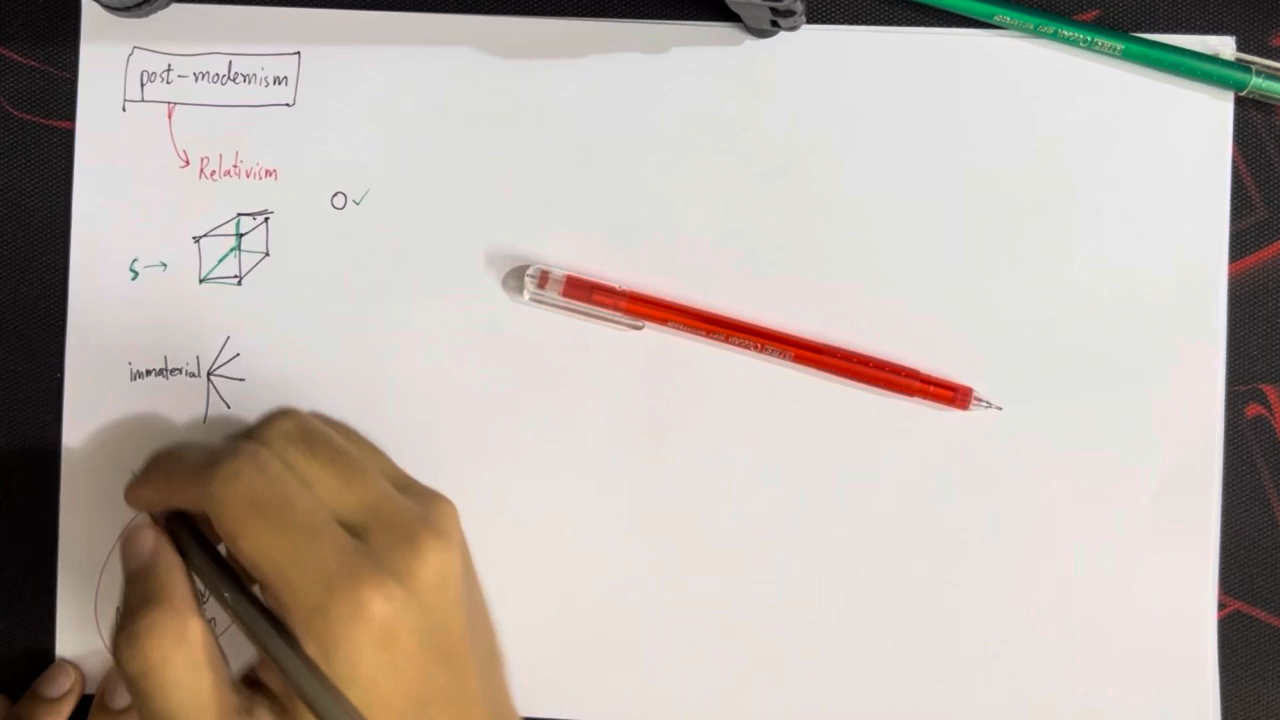 post-modernism
Relativism
O✓
S→
immaterial